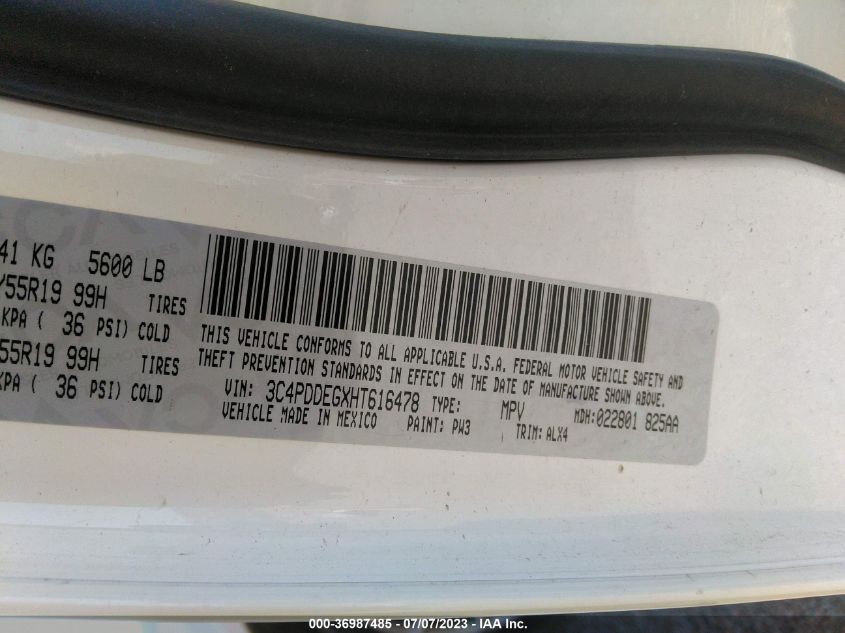 41 KG 5600 LB
55R19 99H TIRES
KPA ( 36 PSI) COLD
55R19 99H TIRES
KPA ( 36 PSI) COLD
THIS VEHICLE CONFORMS TO ALL APPLICABLE U.S.A. FEDERAL MOTOR VEHICLE SAFETY AND
THEFT PREVENTION STANDARDS IN EFFECT ON THE DATE OF MANUFACTURE SHOWN ABOVE.
VIN: 3C4PDDEGXHT616478 TYPE: MPV MDH:022801 825AA
VEHICLE MADE IN MEXICO PAINT: PW3 TRIM: ALX4
000-36987485 - 07/07/2023 - © IAA Inc.